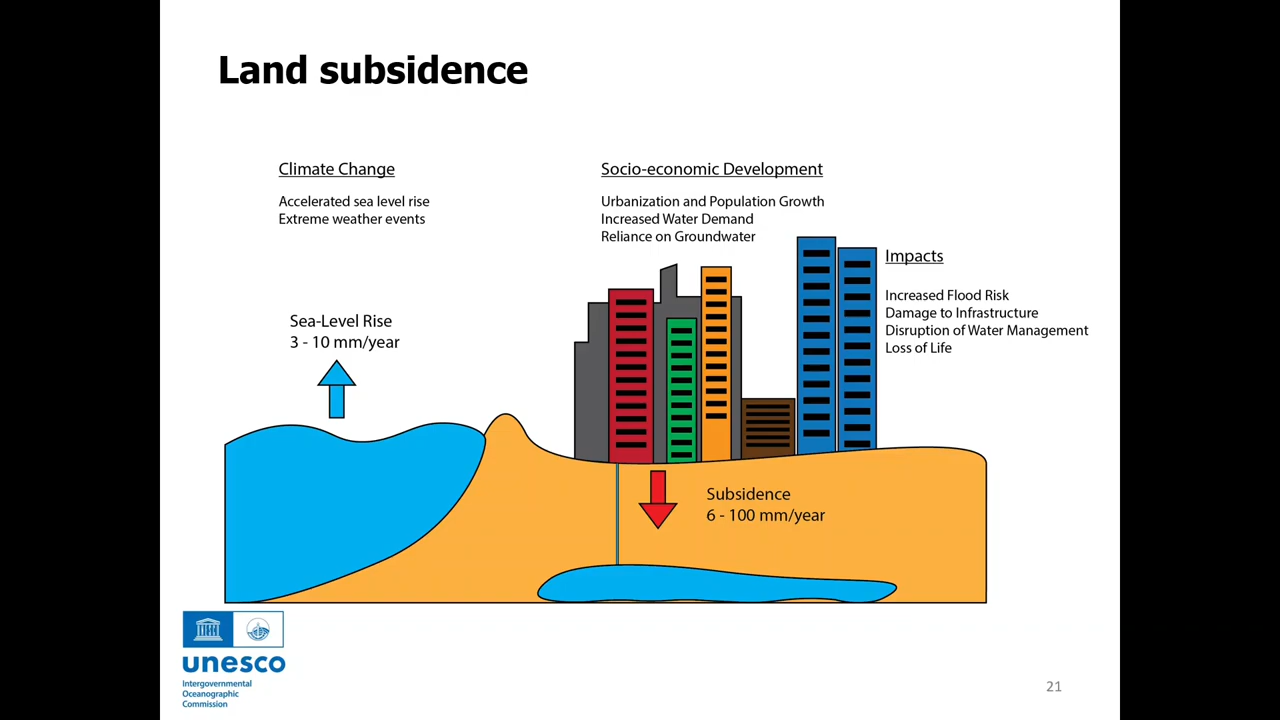 Land subsidence
Climate Change
Accelerated sea level rise
Extreme weather events
Socio-economic Development
Urbanization and Population Growth
Increased Water Demand
Reliance on Groundwater
Impacts
Increased Flood Risk
Damage to Infrastructure
Disruption of Water Management
Loss of Life
Sea-Level Rise
3 - 10 mm/year
Subsidence
6 - 100 mm/year
unesco
Intergovernmental
Oceanographic
Commission
21